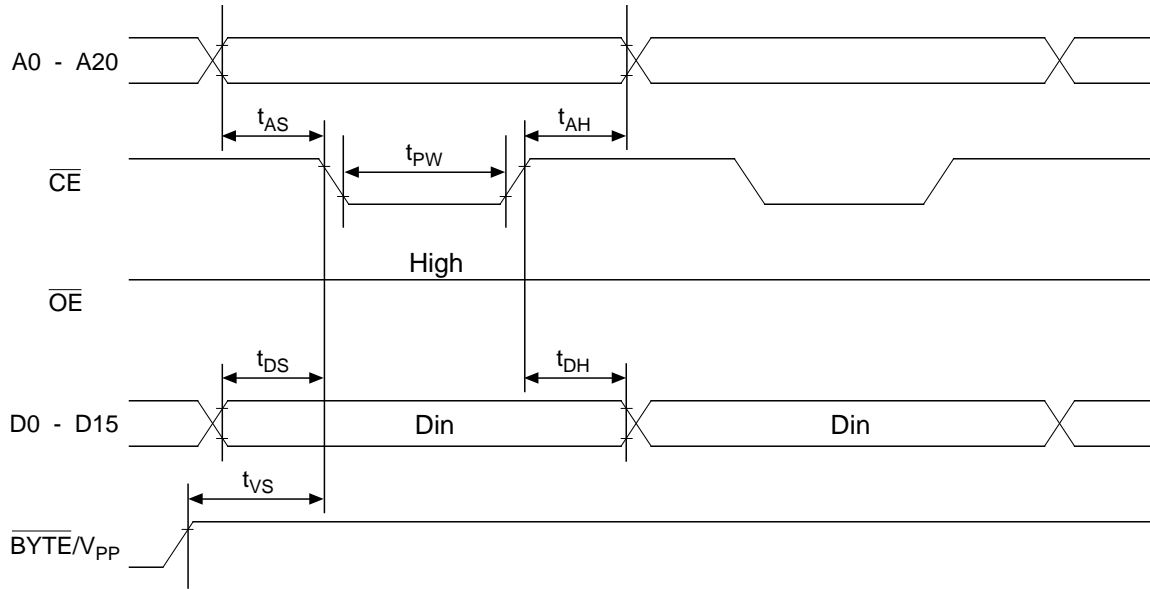 A0 - A20
tAS
tAH
tPW
CE
High
OE
tDS
tDH
D0 - D15
Din
Din
tVS
BYTE/VPP